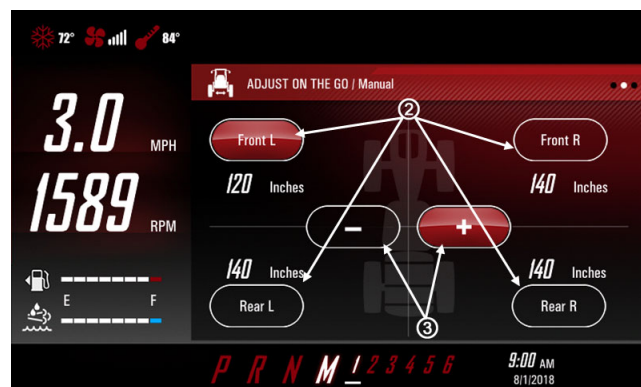 72° 84°
ADJUST ON THE GO / Manual
3.0 MPH
1589 RPM
E F
②
Front L
Front R
120 Inches
140 Inches
− +
140 Inches
140 Inches
Rear L
Rear R
③
P R N M 1 2 3 4 5 6
9:00 AM
8/1/2018